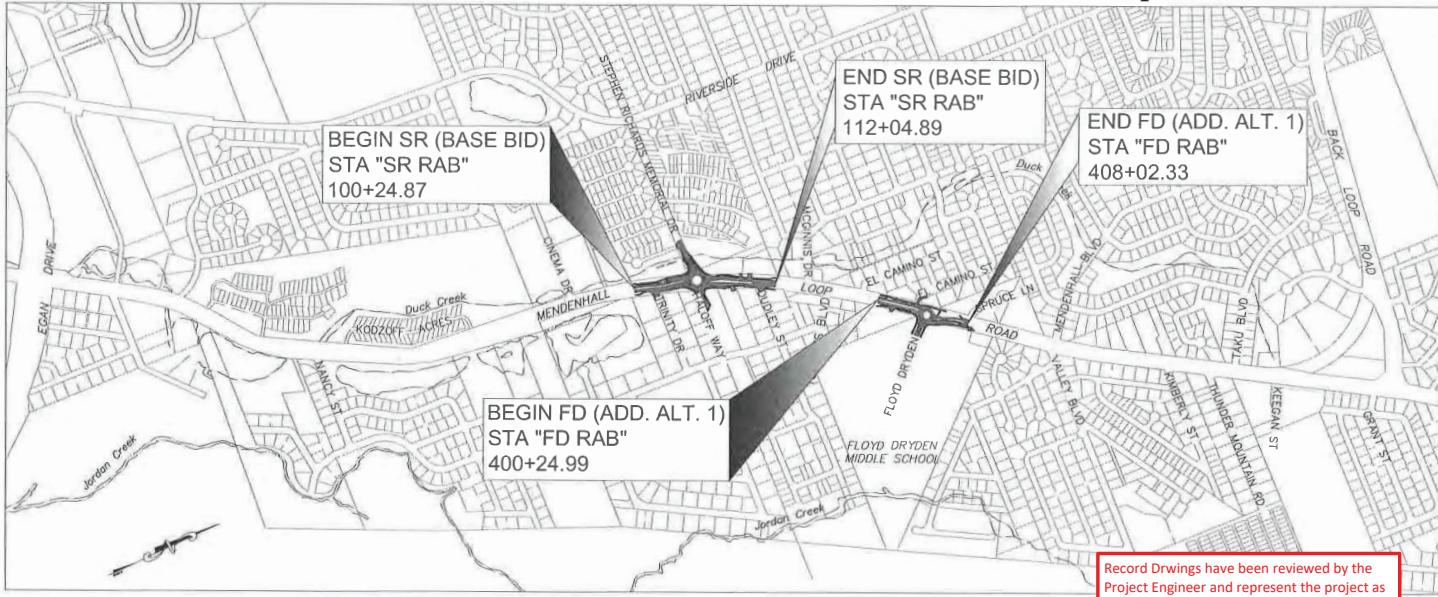 BEGIN SR (BASE BID)
STA "SR RAB"
100+24.87
END SR (BASE BID)
STA "SR RAB"
112+04.89
END FD (ADD. ALT. 1)
STA "FD RAB"
408+02.33
BEGIN FD (ADD. ALT. 1)
STA "FD RAB"
400+24.99
STEPHEN RICHARDS MEMORIAL DR
RIVERSIDE DRIVE
EGAN DRIVE
CINEMA DR
MENDENHALL
LOOP
ROAD
Duck Creek
KODZOFF ACRES
NANCY ST
TRINITY DR
WAY
DUDLEY ST
MCGINNIS DR
BLVD
EL CAMINO ST
EL CAMINO ST
SPRUCE LN
Duck
MENDENHALL BLVD
BACK LOOP ROAD
TAKU BLVD
VALLEY BLVD
KIMBERLY ST
THUNDER MOUNTAIN RD
KEEGAN ST
GRANT ST
FLOYD DRYDEN
FLOYD DRYDEN
MIDDLE SCHOOL
Jordan Creek
Jordan Creek
N
Record Drwings have been reviewed by the
Project Engineer and represent the project as